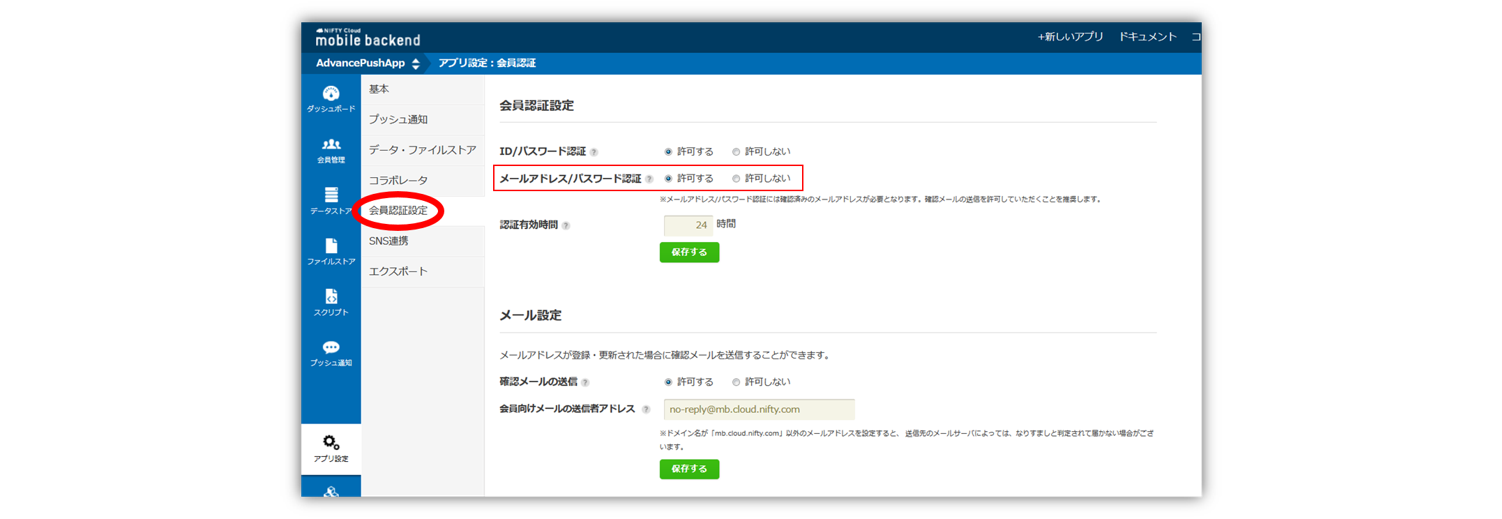 NIFTY Cloud
mobile backend
+新しいアプリ ドキュメント コ
AdvancePushApp アプリ設定：会員認証
ダッシュボード
会員管理
データストア
ファイルストア
スクリプト
プッシュ通知
アプリ設定
基本
プッシュ通知
データ・ファイルストア
コラボレータ
会員認証設定
SNS連携
エクスポート
会員認証設定
ID/パスワード認証 ? 許可する 許可しない
メールアドレス/パスワード認証 ? 許可する 許可しない
※メールアドレス/パスワード認証には確認済みのメールアドレスが必要となります。確認メールの送信を許可していただくことを推奨します。
認証有効時間 ? 24 時間
保存する
メール設定
メールアドレスが登録・更新された場合に確認メールを送信することができます。
確認メールの送信 ? 許可する 許可しない
会員向けメールの送信者アドレス ? no-reply@mb.cloud.nifty.com
※ドメイン名が「mb.cloud.nifty.com」以外のメールアドレスを設定すると、 送信先のメールサーバによっては、なりすましと判定されて届かない場合がござ
います。
保存する